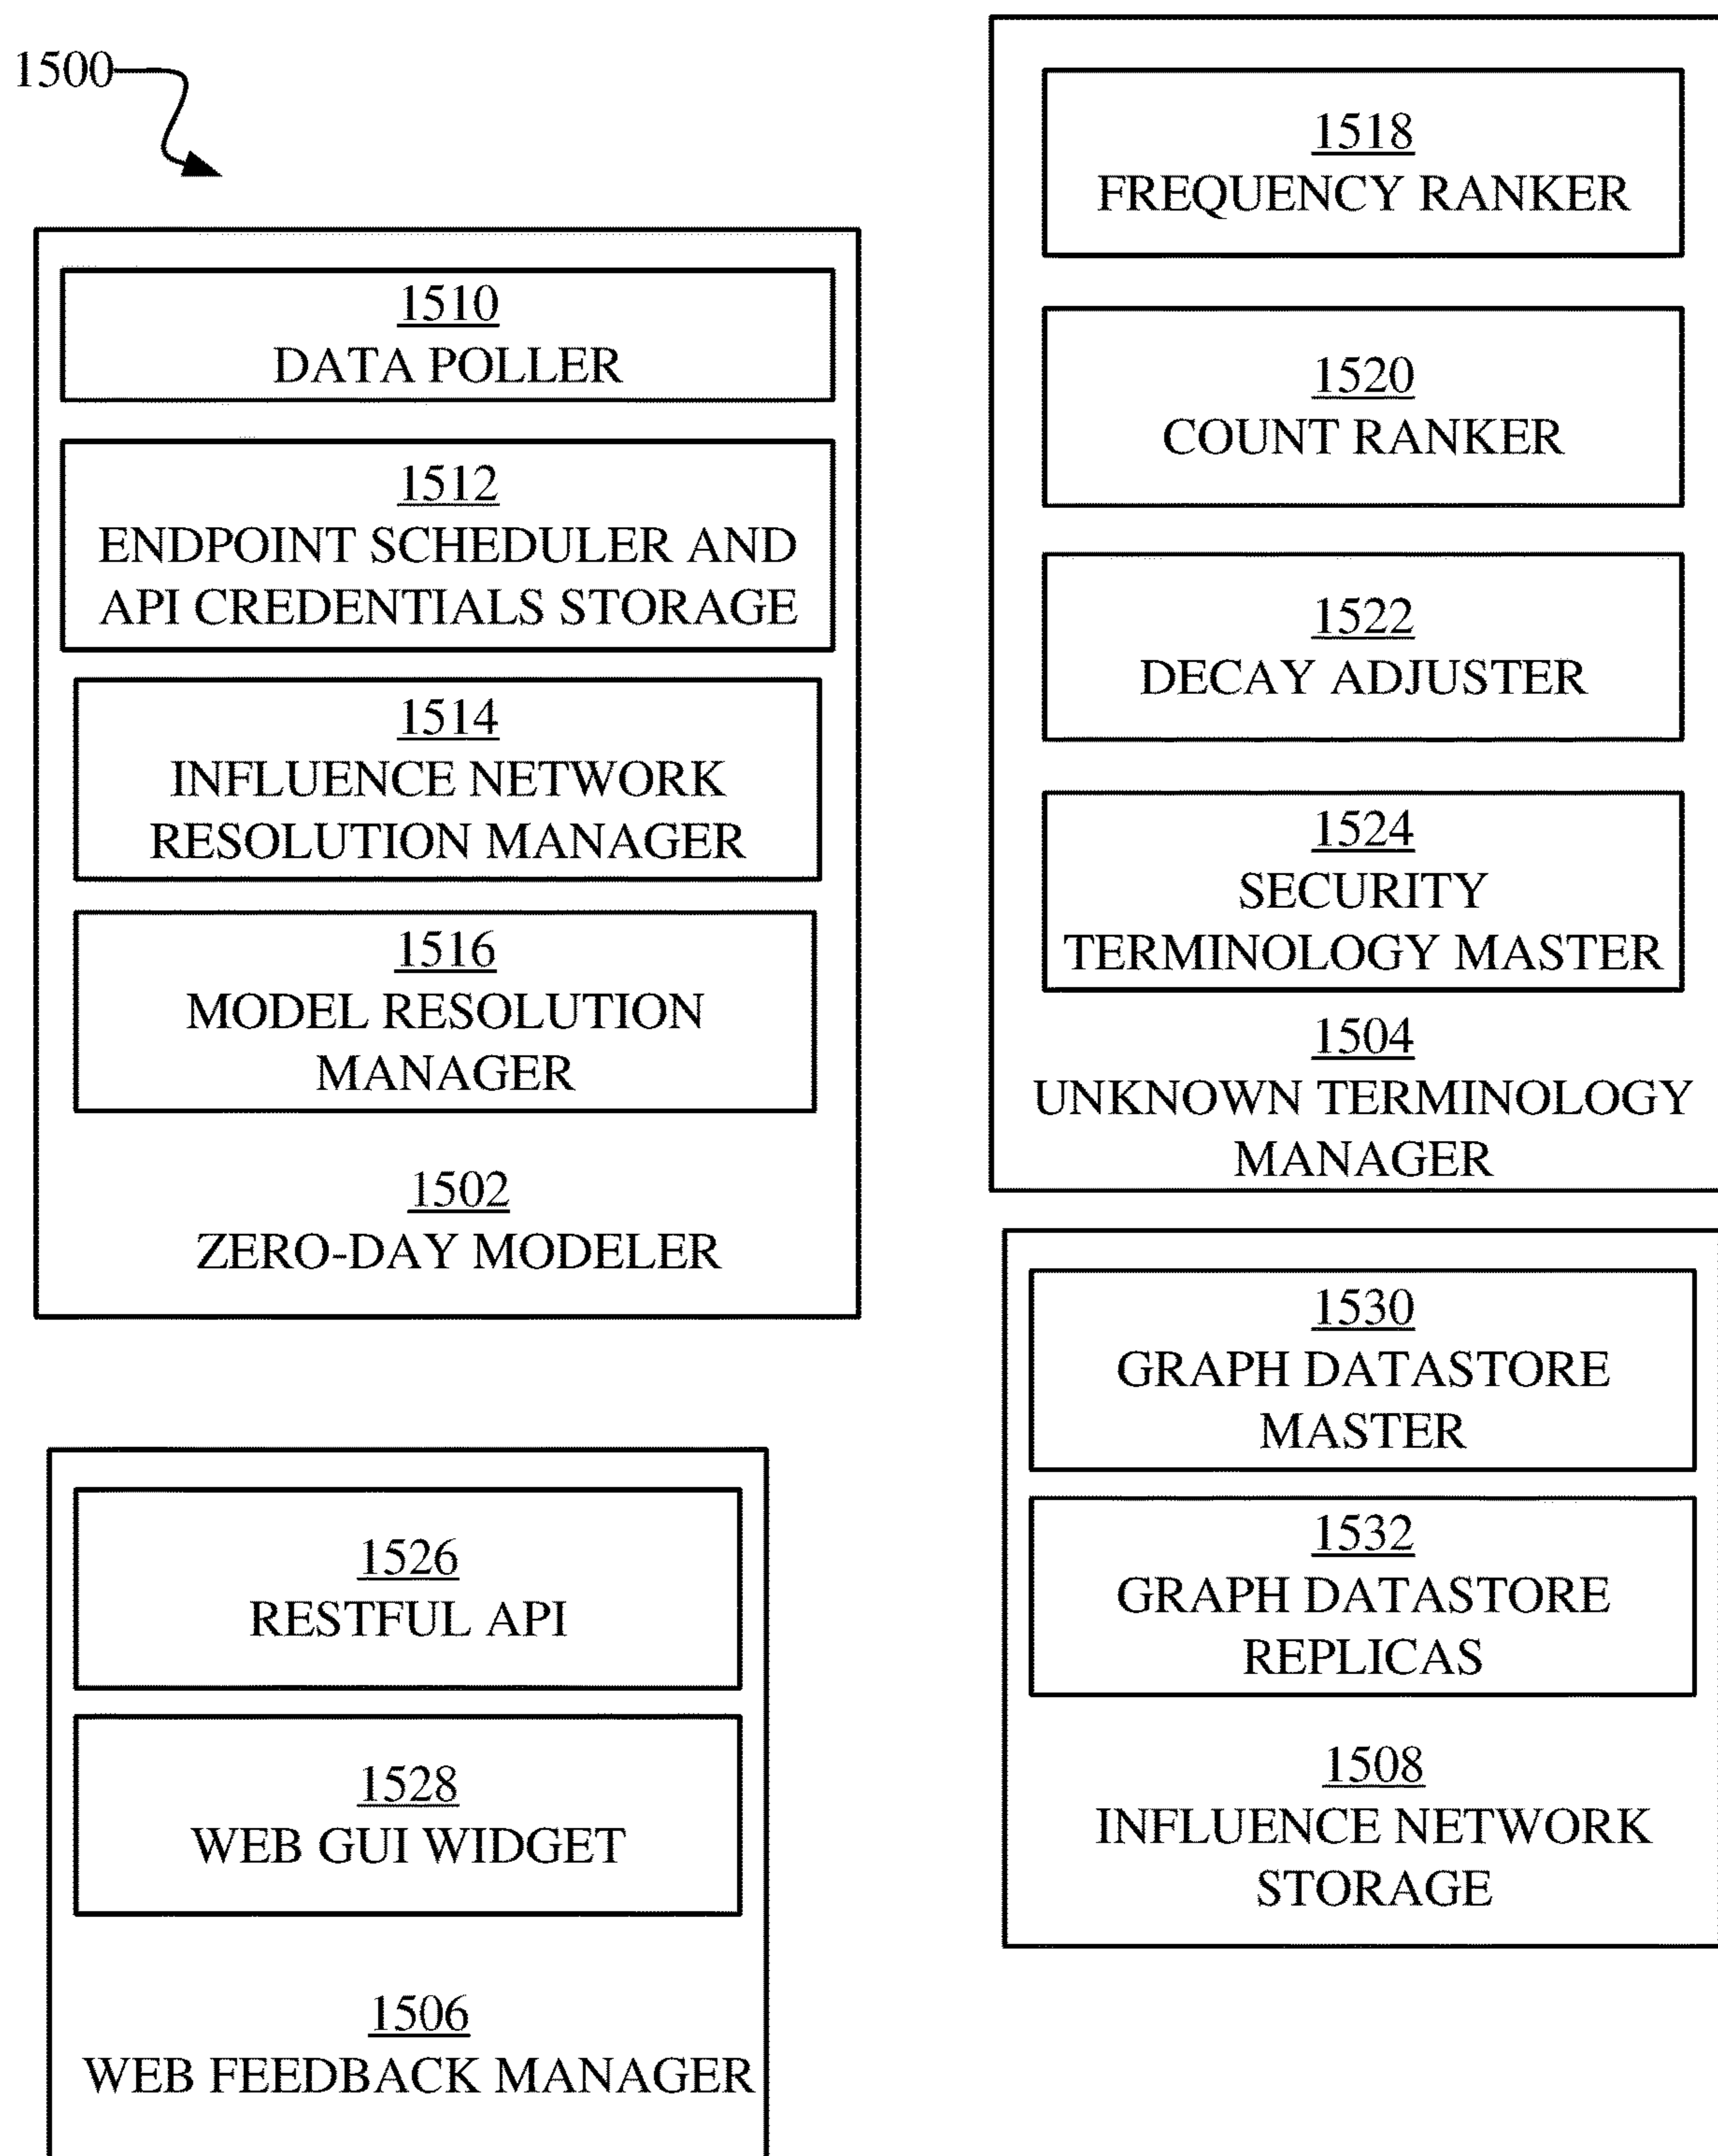 1500
1510
DATA POLLER
1512
ENDPOINT SCHEDULER AND
API CREDENTIALS STORAGE
1514
INFLUENCE NETWORK
RESOLUTION MANAGER
1516
MODEL RESOLUTION
MANAGER
1502
ZERO-DAY MODELER
1518
FREQUENCY RANKER
1520
COUNT RANKER
1522
DECAY ADJUSTER
1524
SECURITY
TERMINOLOGY MASTER
1504
UNKNOWN TERMINOLOGY
MANAGER
1526
RESTFUL API
1528
WEB GUI WIDGET
1506
WEB FEEDBACK MANAGER
1530
GRAPH DATASTORE
MASTER
1532
GRAPH DATASTORE
REPLICAS
1508
INFLUENCE NETWORK
STORAGE